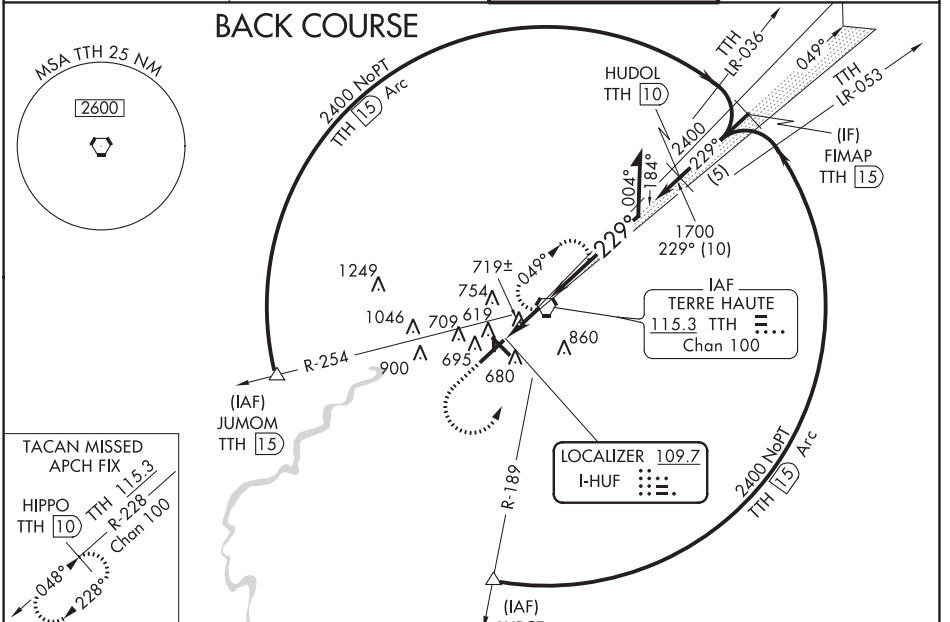 BACK COURSE
MSA TTH 25 NM
2600
2400 NoPT
TTH 15 Arc
TTH
LR-036
049°
TTH
LR-053
HUDOL
TTH 10
2400
229°
(5)
(IF)
FIMAP
TTH 15
004°
184°
229°
1700
229° (10)
049°
719±
1249
754
1046
709
619
900
695
680
860
R-254
IAF
TERRE HAUTE
115.3 TTH
Chan 100
(IAF)
JUMOM
TTH 15
LOCALIZER 109.7
I-HUF
R-189
2400 NoPT
TTH 15 Arc
TACAN MISSED
APCH FIX
HIPPO
TTH 10
TTH 115.3
R-228
Chan 100
048°
228°
(IAF)